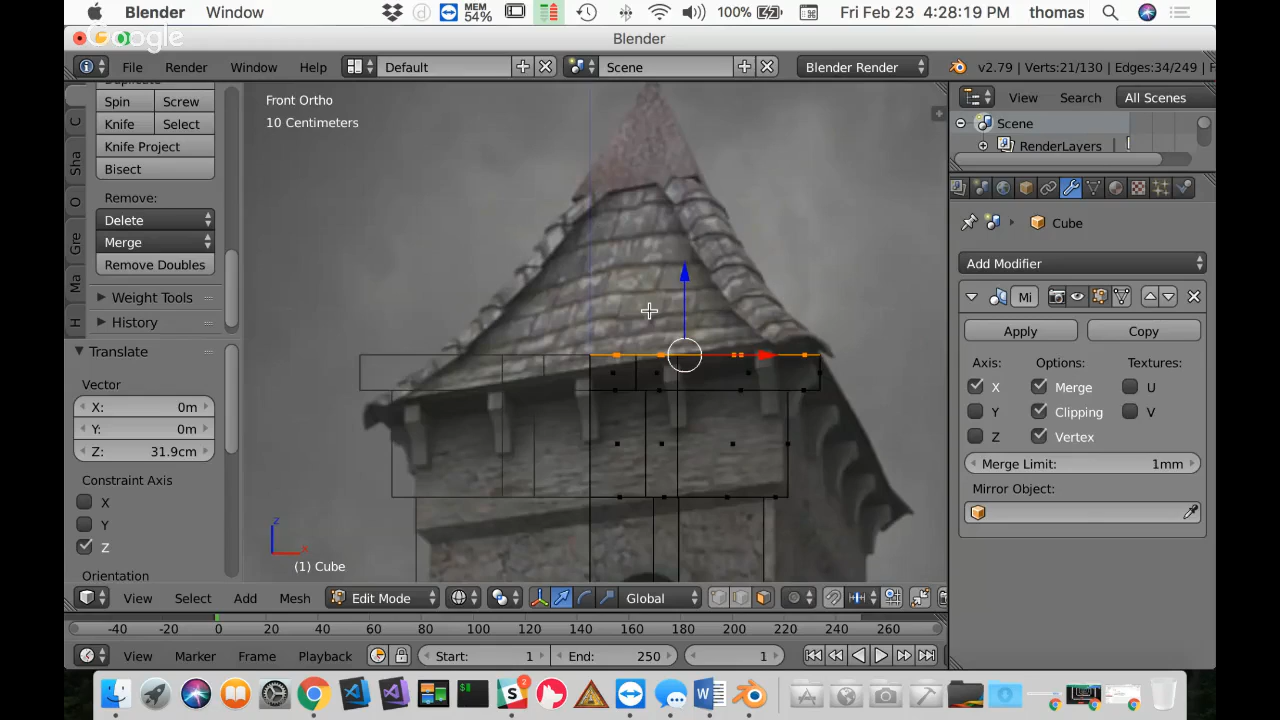 Blender Window MEM 54% 100% Fri Feb 23 4:28:19 PM thomas
Google
Blender
File Render Window Help Default Scene Blender Render v2.79 | Verts:21/130 | Edges:34/249 | F
Duplicate
Spin Screw
Knife Select
Knife Project
Bisect
Remove:
Delete
Merge
Remove Doubles
Weight Tools
History
Translate
Vector
X: 0m
Y: 0m
Z: 31.9cm
Constraint Axis
X
Y
Z
Orientation
C
Sha
O
Gre
Ma
H
Front Ortho
10 Centimeters
z
x
(1) Cube
View Select Add Mesh Edit Mode Global
-40 -20 0 20 40 60 80 100 120 140 160 180 200 220 240 260
View Marker Frame Playback Start: 1 End: 250 1
View Search All Scenes
Scene
RenderLayers
Cube
Add Modifier
Mi
Apply Copy
Axis: Options: Textures:
X Merge U
Y Clipping V
Z Vertex
Merge Limit: 1mm
Mirror Object:
2